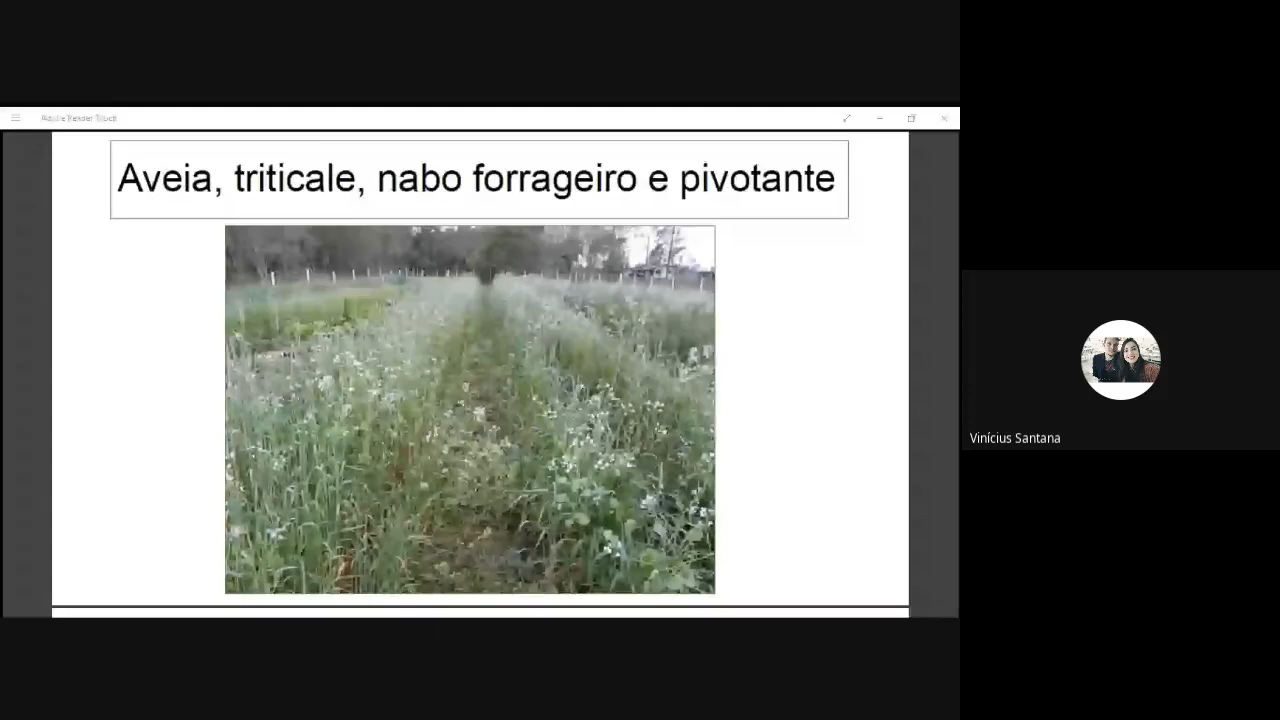 Aveia, triticale, nabo forrageiro e pivotante
Vinícius Santana